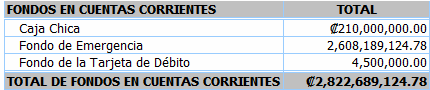 FONDOS EN CUENTAS CORRIENTES TOTAL
Caja Chica ₡210,000,000.00
Fondo de Emergencia 2,608,189,124.78
Fondo de la Tarjeta de Débito 4,500,000.00
TOTAL DE FONDOS EN CUENTAS CORRIENTES ₡2,822,689,124.78